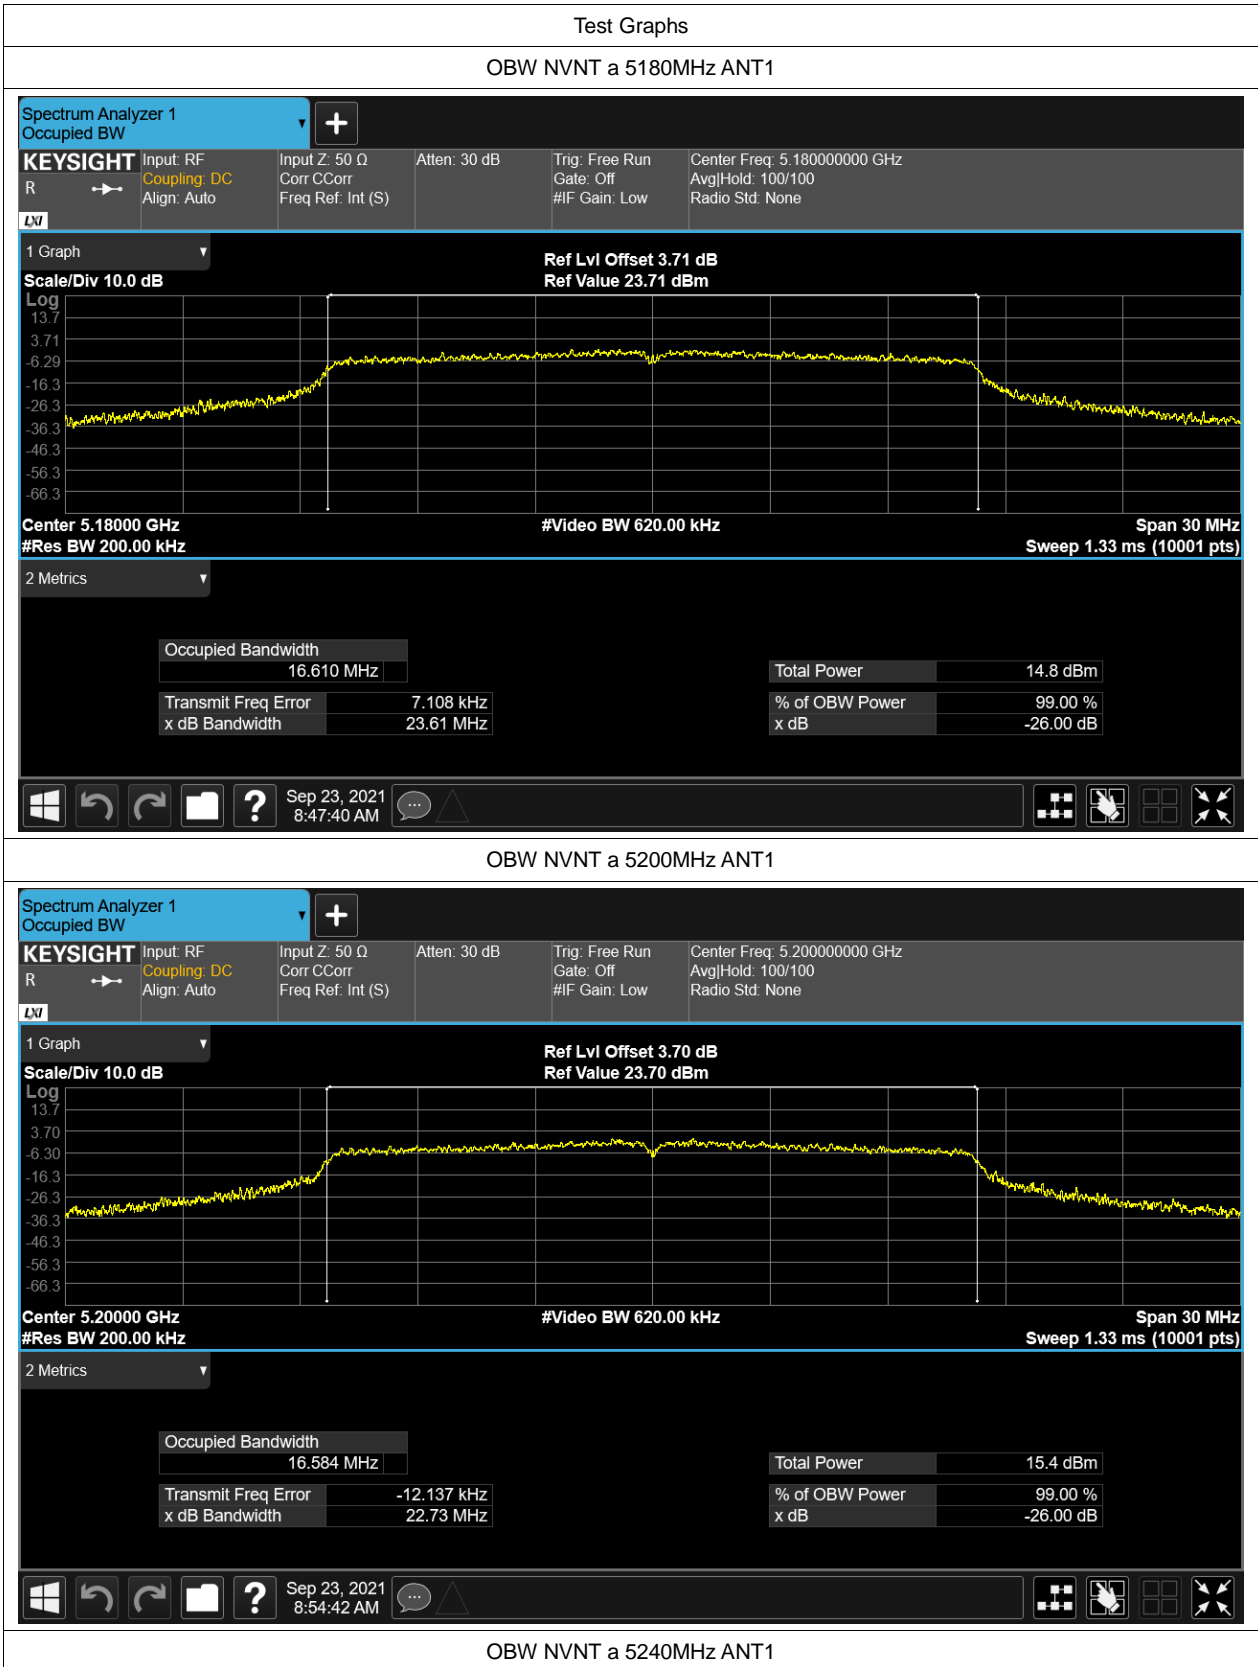 Test Graphs
OBW NVNT a 5180MHz ANT1
Spectrum Analyzer 1
Occupied BW
KEYSIGHT
R
LXI
Input: RF
Coupling: DC
Align: Auto
Input Z: 50 Ω
Corr CCorr
Freq Ref: Int (S)
Atten: 30 dB
Trig: Free Run
Gate: Off
#IF Gain: Low
Center Freq: 5.180000000 GHz
Avg|Hold: 100/100
Radio Std: None
1 Graph
Scale/Div 10.0 dB
Ref Lvl Offset 3.71 dB
Ref Value 23.71 dBm
Log
13.7
3.71
-6.29
-16.3
-26.3
-36.3
-46.3
-56.3
-66.3
Center 5.18000 GHz
#Video BW 620.00 kHz
Span 30 MHz
#Res BW 200.00 kHz
Sweep 1.33 ms (10001 pts)
2 Metrics
Occupied Bandwidth
16.610 MHz
Total Power 14.8 dBm
Transmit Freq Error 7.108 kHz
% of OBW Power 99.00 %
x dB Bandwidth 23.61 MHz
x dB -26.00 dB
Sep 23, 2021
8:47:40 AM
OBW NVNT a 5200MHz ANT1
Spectrum Analyzer 1
Occupied BW
KEYSIGHT
R
LXI
Input: RF
Coupling: DC
Align: Auto
Input Z: 50 Ω
Corr CCorr
Freq Ref: Int (S)
Atten: 30 dB
Trig: Free Run
Gate: Off
#IF Gain: Low
Center Freq: 5.200000000 GHz
Avg|Hold: 100/100
Radio Std: None
1 Graph
Scale/Div 10.0 dB
Ref Lvl Offset 3.70 dB
Ref Value 23.70 dBm
Log
13.7
3.70
-6.30
-16.3
-26.3
-36.3
-46.3
-56.3
-66.3
Center 5.20000 GHz
#Video BW 620.00 kHz
Span 30 MHz
#Res BW 200.00 kHz
Sweep 1.33 ms (10001 pts)
2 Metrics
Occupied Bandwidth
16.584 MHz
Total Power 15.4 dBm
Transmit Freq Error -12.137 kHz
% of OBW Power 99.00 %
x dB Bandwidth 22.73 MHz
x dB -26.00 dB
Sep 23, 2021
8:54:42 AM
OBW NVNT a 5240MHz ANT1